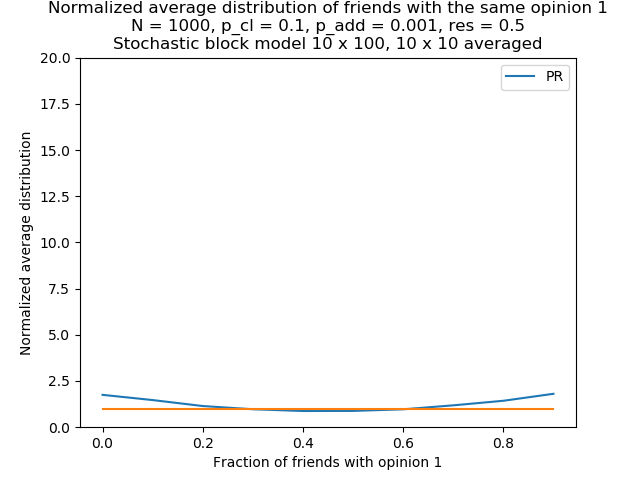 Normalized average distribution of friends with the same opinion 1
N = 1000, p_cl = 0.1, p_add = 0.001, res = 0.5
Stochastic block model 10 x 100, 10 x 10 averaged
PR
20.0
17.5
15.0
12.5
10.0
7.5
5.0
2.5
0.0
Normalized average distribution
0.0 0.2 0.4 0.6 0.8
Fraction of friends with opinion 1